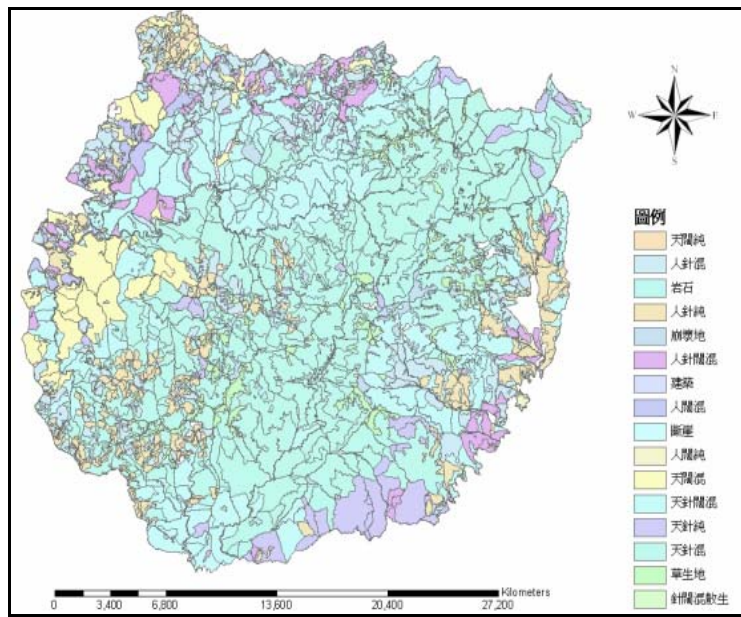 N
W
E
S
圖例
天闊純
人針混
岩石
人針純
崩壞地
人針闊混
建築
人闊混
斷崖
人闊純
天闊混
天針闊混
天針純
天針混
草生地
針闊混散生
Kilometers
0 3,400 6,800 13,600 20,400 27,200